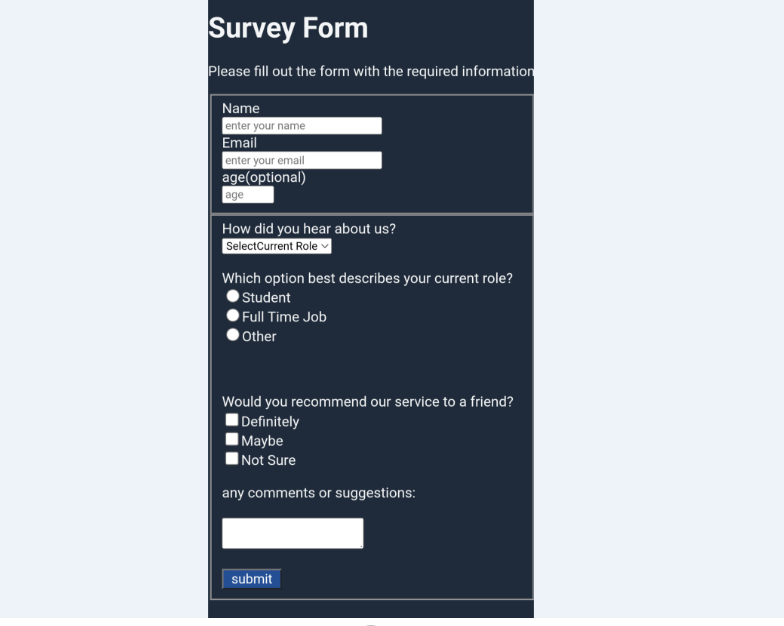 Survey Form
Please fill out the form with the required information
Name
enter your name
Email
enter your email
age(optional)
age
How did you hear about us?
SelectCurrent Role
Which option best describes your current role?
Student
Full Time Job
Other
Would you recommend our service to a friend?
Definitely
Maybe
Not Sure
any comments or suggestions:
submit